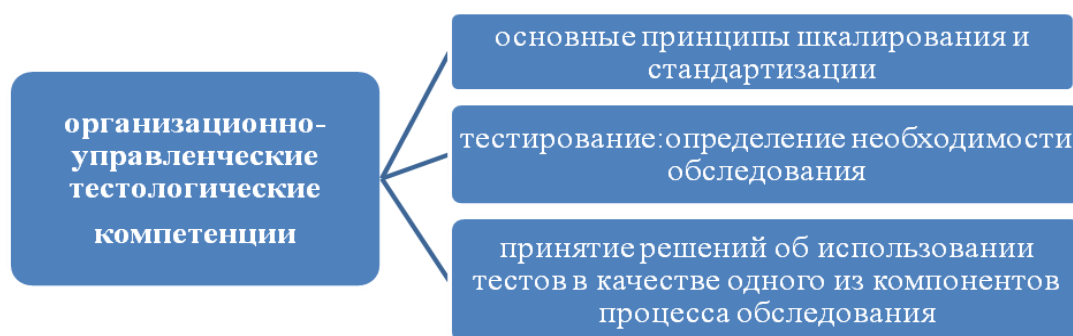 организационно-
управленческие
тестологические
компетенции
основные принципы шкалирования и
стандартизации
тестирование:определение необходимости
обследования
принятие решений об использовании
тестов в качестве одного из компонентов
процесса обследования